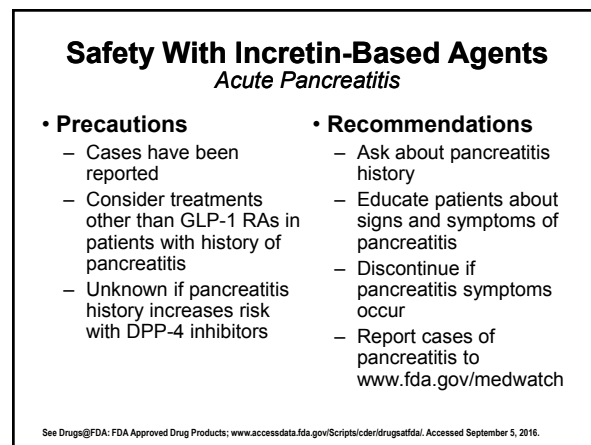 Safety With Incretin-Based Agents
Acute Pancreatitis
• Precautions
– Cases have been
reported
– Consider treatments
other than GLP-1 RAs in
patients with history of
pancreatitis
– Unknown if pancreatitis
history increases risk
with DPP-4 inhibitors
• Recommendations
– Ask about pancreatitis
history
– Educate patients about
signs and symptoms of
pancreatitis
– Discontinue if
pancreatitis symptoms
occur
– Report cases of
pancreatitis to
www.fda.gov/medwatch
See Drugs@FDA: FDA Approved Drug Products; www.accessdata.fda.gov/Scripts/cder/drugsatfda/. Accessed September 5, 2016.